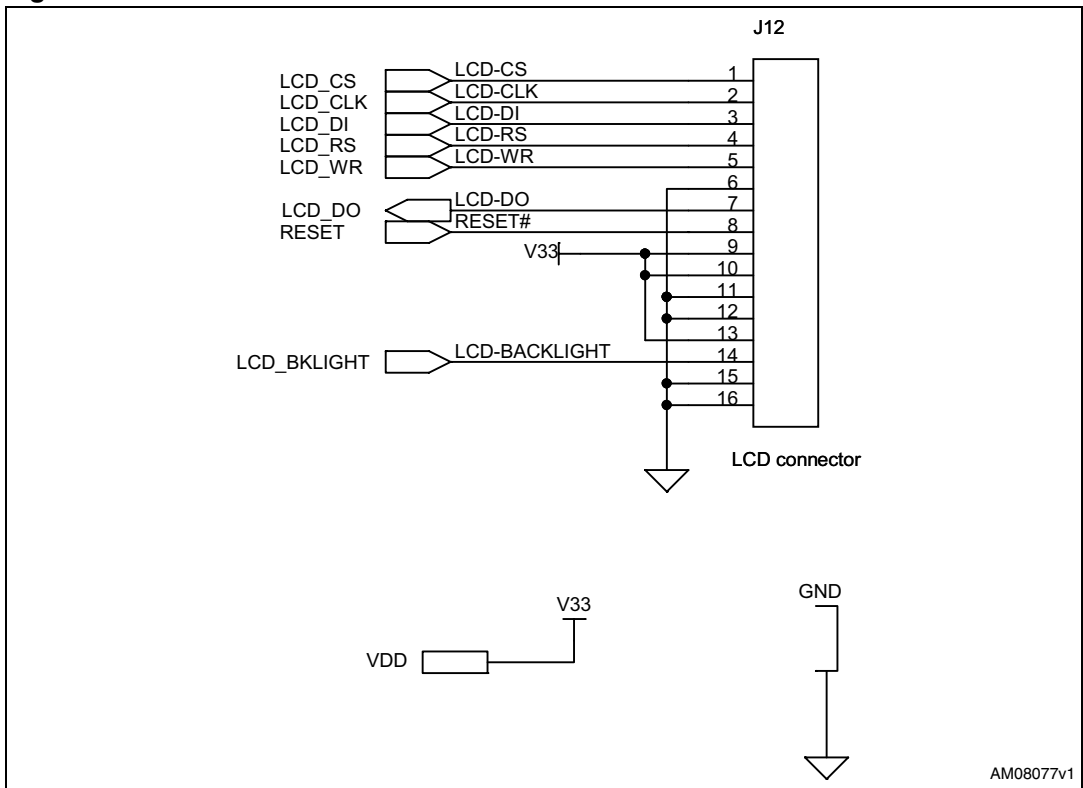 J12
LCD_CS LCD-CS 1
LCD_CLK LCD-CLK 2
LCD_DI LCD-DI 3
LCD_RS LCD-RS 4
LCD_WR LCD-WR 5
6
LCD_DO LCD-DO 7
RESET RESET# 8
V33 9
10
11
12
13
LCD_BKLIGHT LCD-BACKLIGHT 14
15
16
LCD connector
GND
V33
VDD
AM08077v1